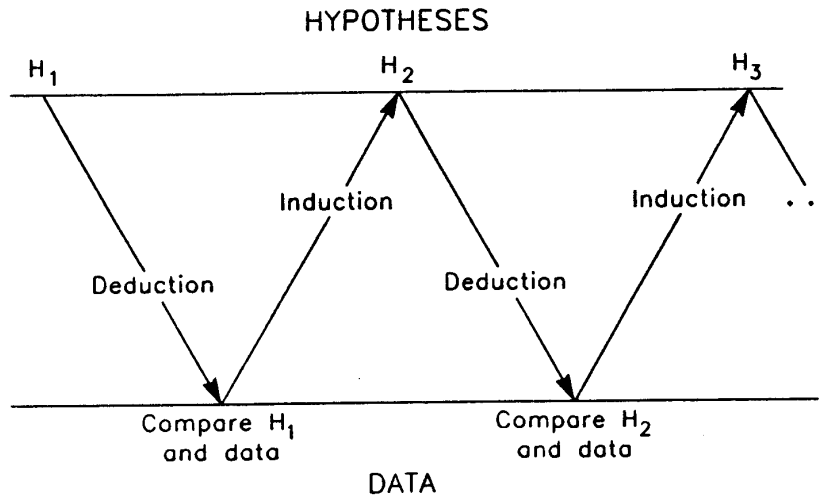 HYPOTHESES
H₁ H₂ H₃
Induction Induction . .
Deduction Deduction
Compare H₁ and data
Compare H₂ and data
DATA